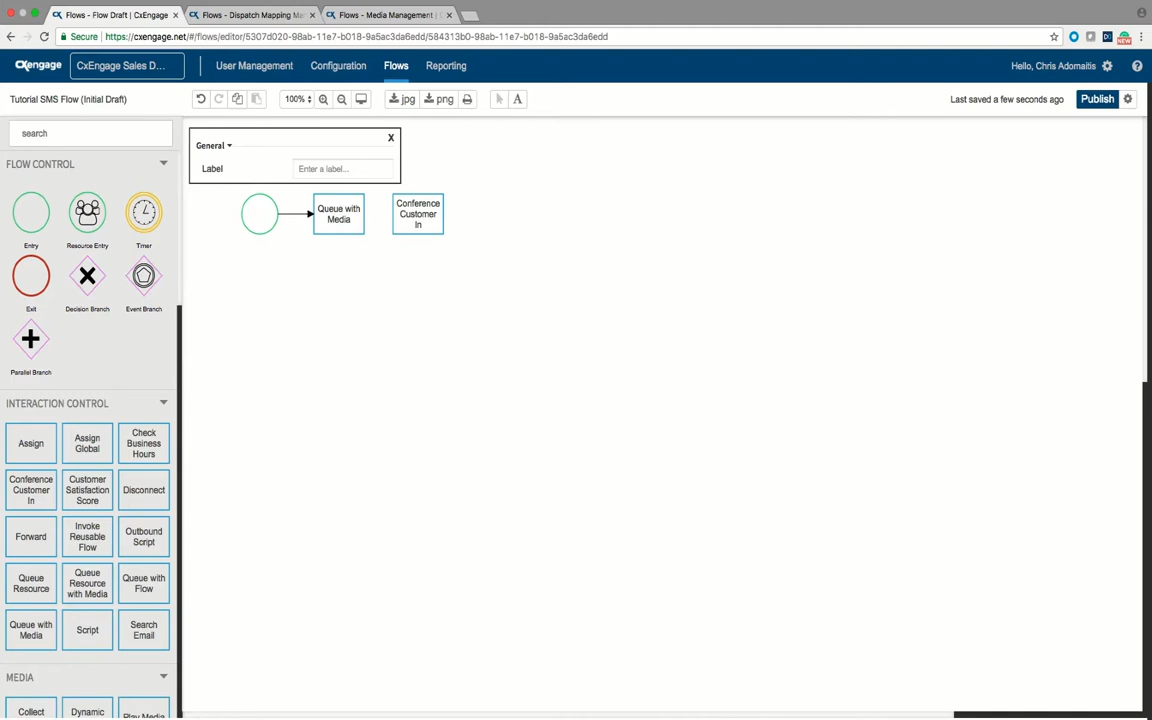 Flows - Flow Draft | CxEngage
Flows - Dispatch Mapping Ma
Flows - Media Management | C
Secure
https://cxengage.net/#/flows/editor/5307d020-98ab-11e7-b018-9a5ac3da6edd/584313b0-98ab-11e7-b018-9a5ac3da6edd
NEW
CxEngage
CxEngage Sales D...
User Management
Configuration
Flows
Reporting
Hello, Chris Adomaitis
Tutorial SMS Flow (Initial Draft)
100%
jpg
png
A
Last saved a few seconds ago
Publish
search
General
X
Label
Enter a label...
FLOW CONTROL
Entry
Resource Entry
Timer
Exit
Decision Branch
Event Branch
Parallel Branch
Queue with
Media
Conference
Customer
In
INTERACTION CONTROL
Assign
Assign
Global
Check
Business
Hours
Conference
Customer
In
Customer
Satisfaction
Score
Disconnect
Forward
Invoke
Reusable
Flow
Outbound
Script
Queue
Resource
Queue
Resource
with Media
Queue with
Flow
Queue with
Media
Script
Search
Email
MEDIA
Collect
Dynamic
Play Media